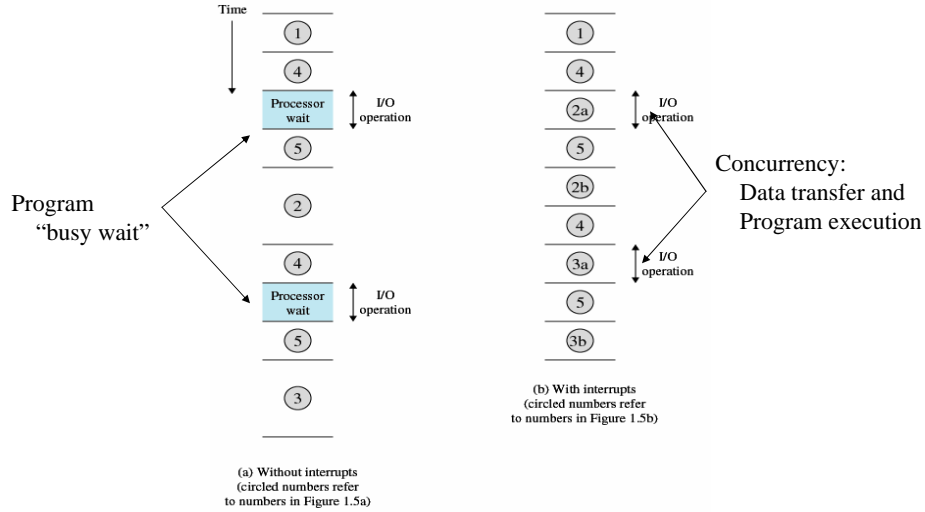 Time
1
4
Processor
wait
I/O
operation
5
2
4
Processor
wait
I/O
operation
5
3
(a) Without interrupts
(circled numbers refer
to numbers in Figure 1.5a)
Program
“busy wait”
1
4
2a
I/O
operation
5
2b
4
3a
I/O
operation
5
3b
(b) With interrupts
(circled numbers refer
to numbers in Figure 1.5b)
Concurrency:
Data transfer and
Program execution